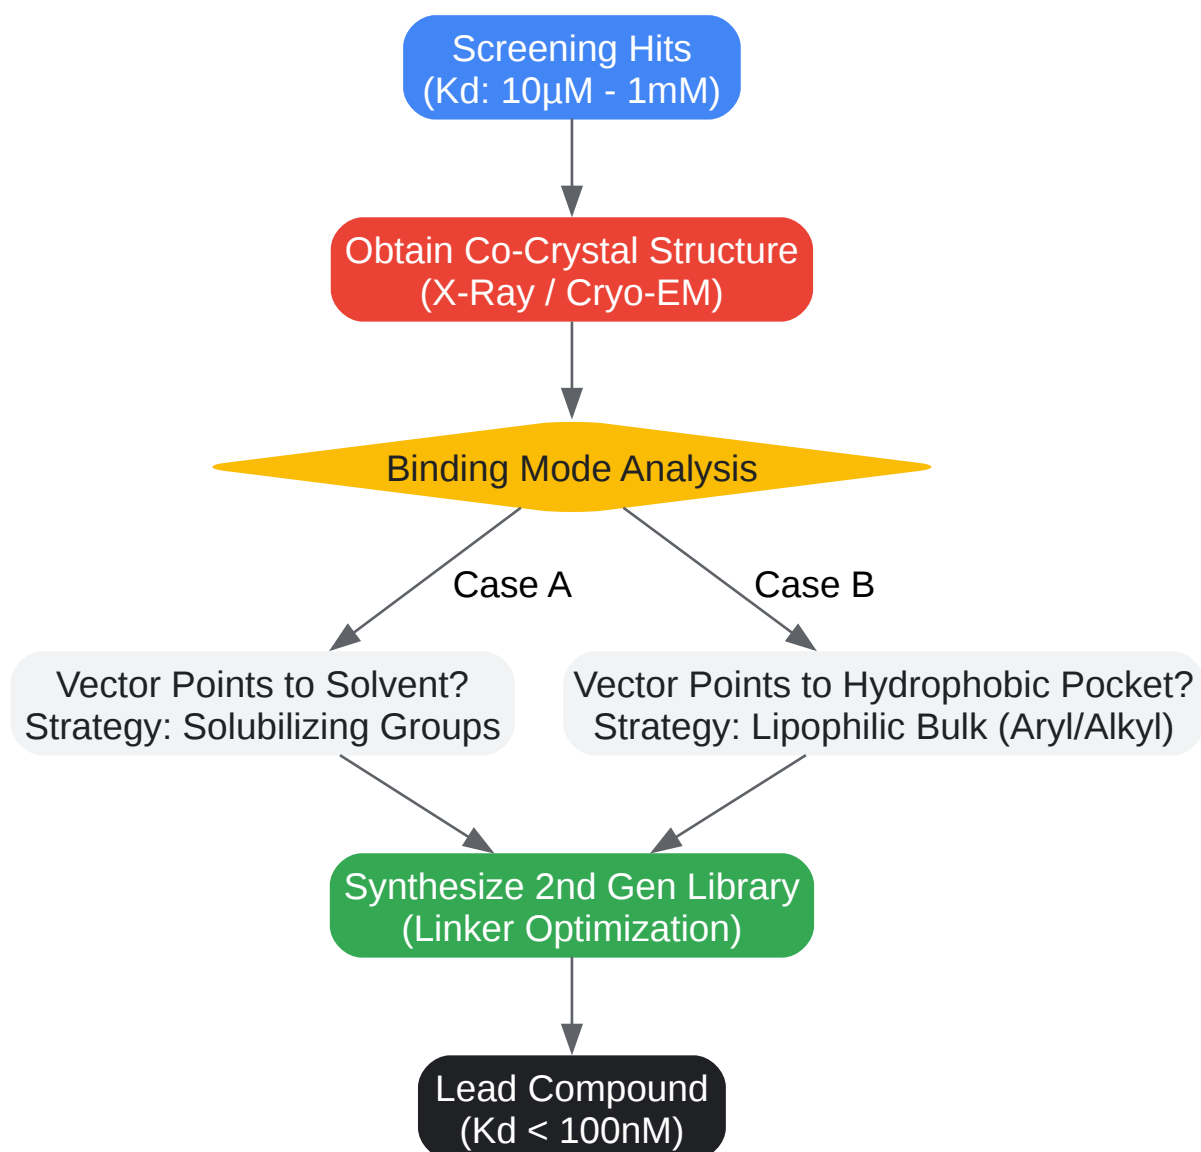 Screening Hits
(Kd: 10µM - 1mM)
Obtain Co-Crystal Structure
(X-Ray / Cryo-EM)
Binding Mode Analysis
Case A
Case B
Vector Points to Solvent?
Strategy: Solubilizing Groups
Vector Points to Hydrophobic Pocket?
Strategy: Lipophilic Bulk (Aryl/Alkyl)
Synthesize 2nd Gen Library
(Linker Optimization)
Lead Compound
(Kd < 100nM)